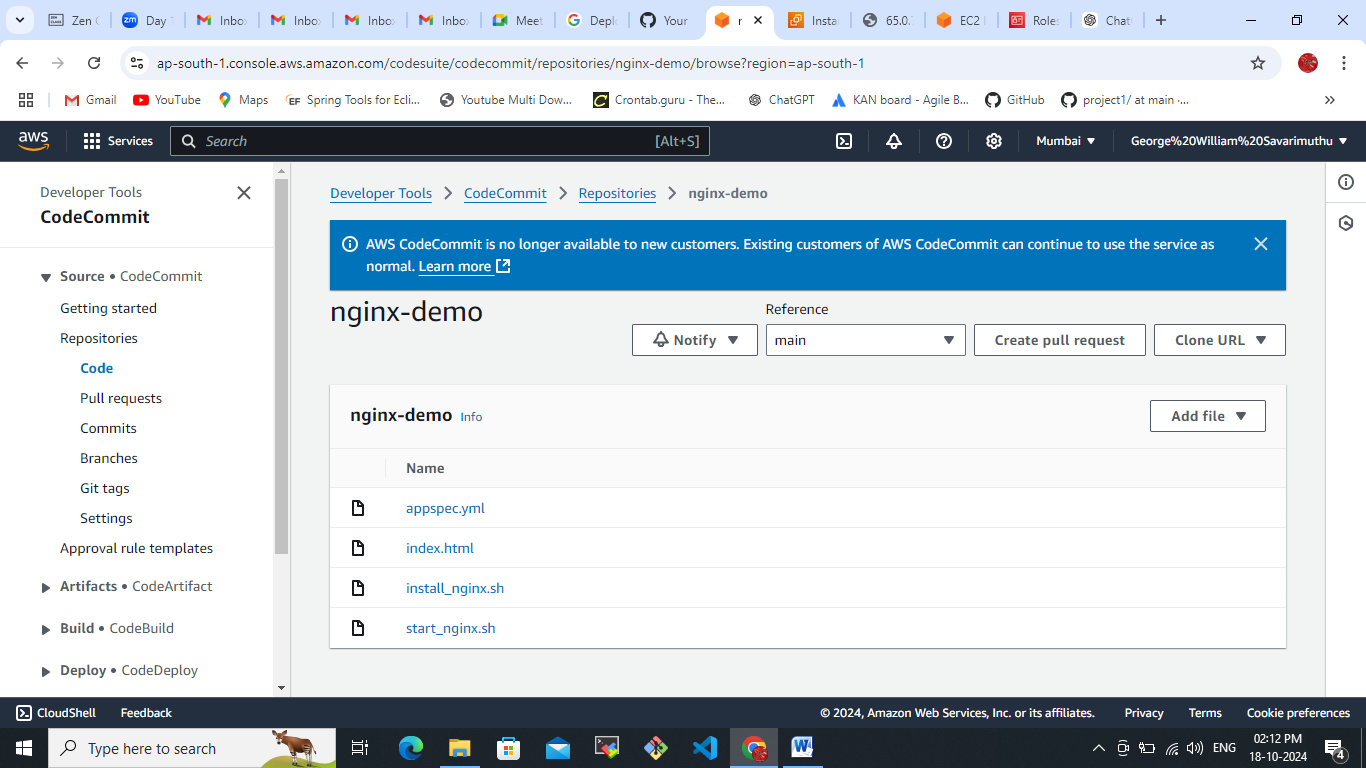 Zen C
Day 1
Inbox
Inbox
Inbox
Inbox
Meet
Deplo
Your
Insta
65.0.
EC2
Roles
Chat
ap-south-1.console.aws.amazon.com/codesuite/codecommit/repositories/nginx-demo/browse?region=ap-south-1
Gmail
YouTube
Maps
Spring Tools for Ecli...
Youtube Multi Dow...
Crontab.guru - The...
ChatGPT
KAN board - Agile B...
GitHub
project1/ at main ·...
aws
Services
Search
[Alt+S]
Mumbai
George%20William%20Savarimuthu
Developer Tools
CodeCommit
Source • CodeCommit
Getting started
Repositories
Code
Pull requests
Commits
Branches
Git tags
Settings
Approval rule templates
Artifacts • CodeArtifact
Build • CodeBuild
Deploy • CodeDeploy
Developer Tools
CodeCommit
Repositories
nginx-demo
AWS CodeCommit is no longer available to new customers. Existing customers of AWS CodeCommit can continue to use the service as
normal. Learn more
nginx-demo
Notify
Reference
main
Create pull request
Clone URL
nginx-demo Info
Add file
Name
appspec.yml
index.html
install_nginx.sh
start_nginx.sh
CloudShell
Feedback
© 2024, Amazon Web Services, Inc. or its affiliates.
Privacy
Terms
Cookie preferences
Type here to search
ENG
02:12 PM
18-10-2024
4